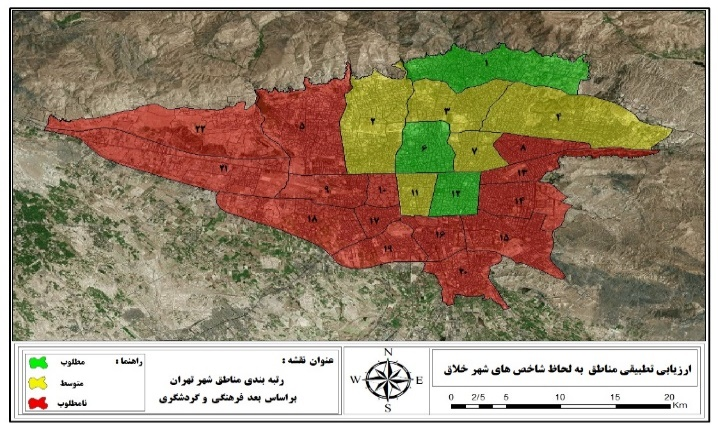 ۱
۲
۳
۴
۵
۶
۷
۸
۲۲
۲۱
۹
۱۰
۱۱
۱۲
۱۳
۱۴
۱۸
۱۷
۱۶
۱۵
۱۹
۲۰
ارزیابی تطبیقی مناطق به لحاظ شاخص های شهر خلاق
0 2/5 5 10 15 20
Km
N
W E
S
عنوان نقشه :
رتبه بندی مناطق شهر تهران
براساس بعد فرهنگی و گردشگری
راهنما :
مطلوب
متوسط
نامطلوب